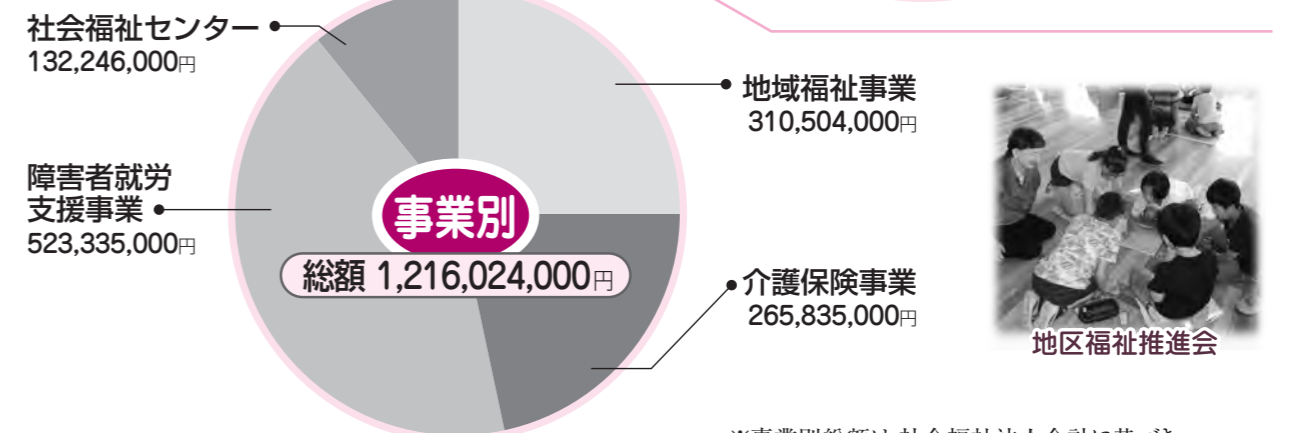 社会福祉センター
132,246,000円
地域福祉事業
310,504,000円
障害者就労
支援事業
523,335,000円
事業別
総額 1,216,024,000円
介護保険事業
265,835,000円
地区福祉推進会